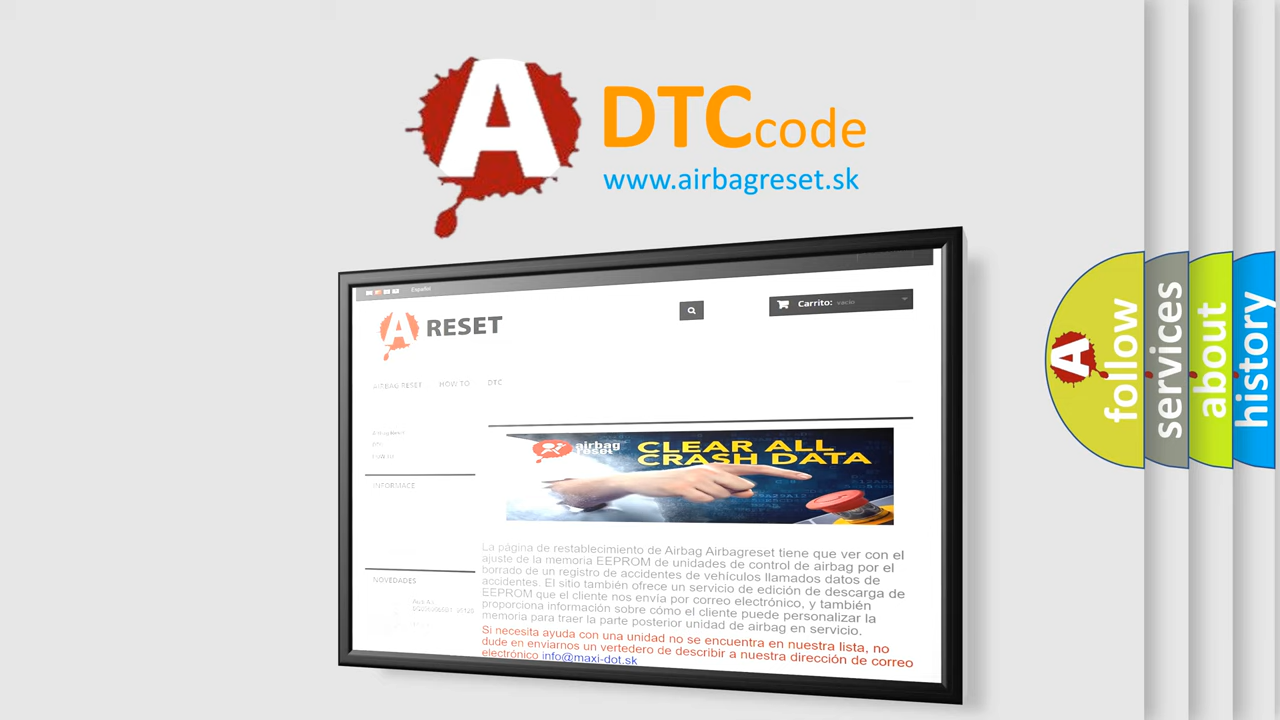 A
DTCcode
www.airbagreset.sk
Español
A RESET
Carrito: vacío
AIRBAG RESET HOW TO DTC
INFORMACE
NOVEDADES
airbag
reset
CLEAR ALL
CRASH DATA
La página de restablecimiento de Airbag Airbagreset tiene que ver con el
ajuste de la memoria EEPROM de unidades de control de airbag por el
borrado de un registro de accidentes de vehículos llamados datos de
accidentes. El sitio también ofrece un servicio de edición de descarga de
EEPROM que el cliente nos envía por correo electrónico, y también
proporciona información sobre cómo el cliente puede personalizar la
memoria para traer la parte posterior unidad de airbag en servicio.
Si necesita ayuda con una unidad no se encuentra en nuestra lista, no
dude en enviarnos un vertedero de describir a nuestra dirección de correo
electrónico info@maxi-dot.sk
A
follow
services
about
history